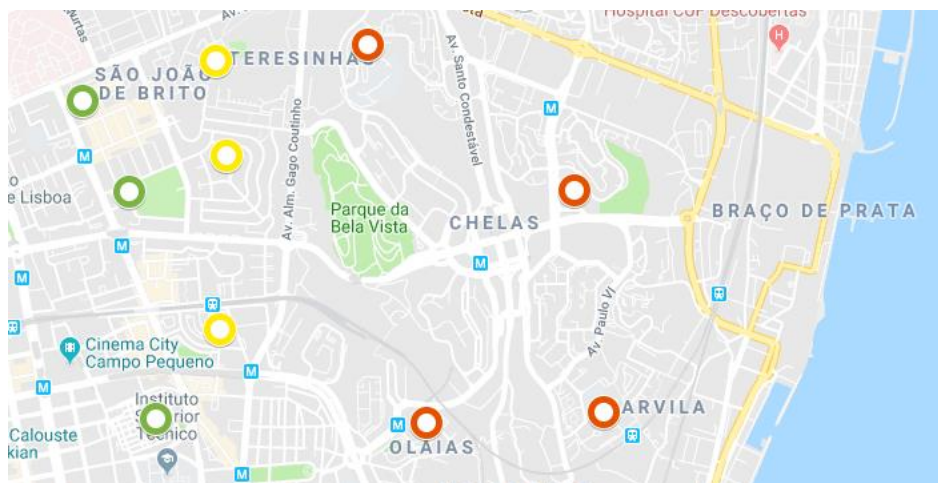 Av.
Hospital CUF Descobertas
TERESINHAS
SÃO JOÃO
DE BRITO
Av. Santo Condestável
Av. Alm. Gago Coutinho
H
M
M
e Lisboa
Parque da
Bela Vista
CHELAS
BRAÇO DE PRATA
M
M
M
Av. Paulo VI
Cinema City
Campo Pequeno
M
M
Instituto
Superior
Técnico
M
ARVILA
Calouste
kian
OLAIAS
M